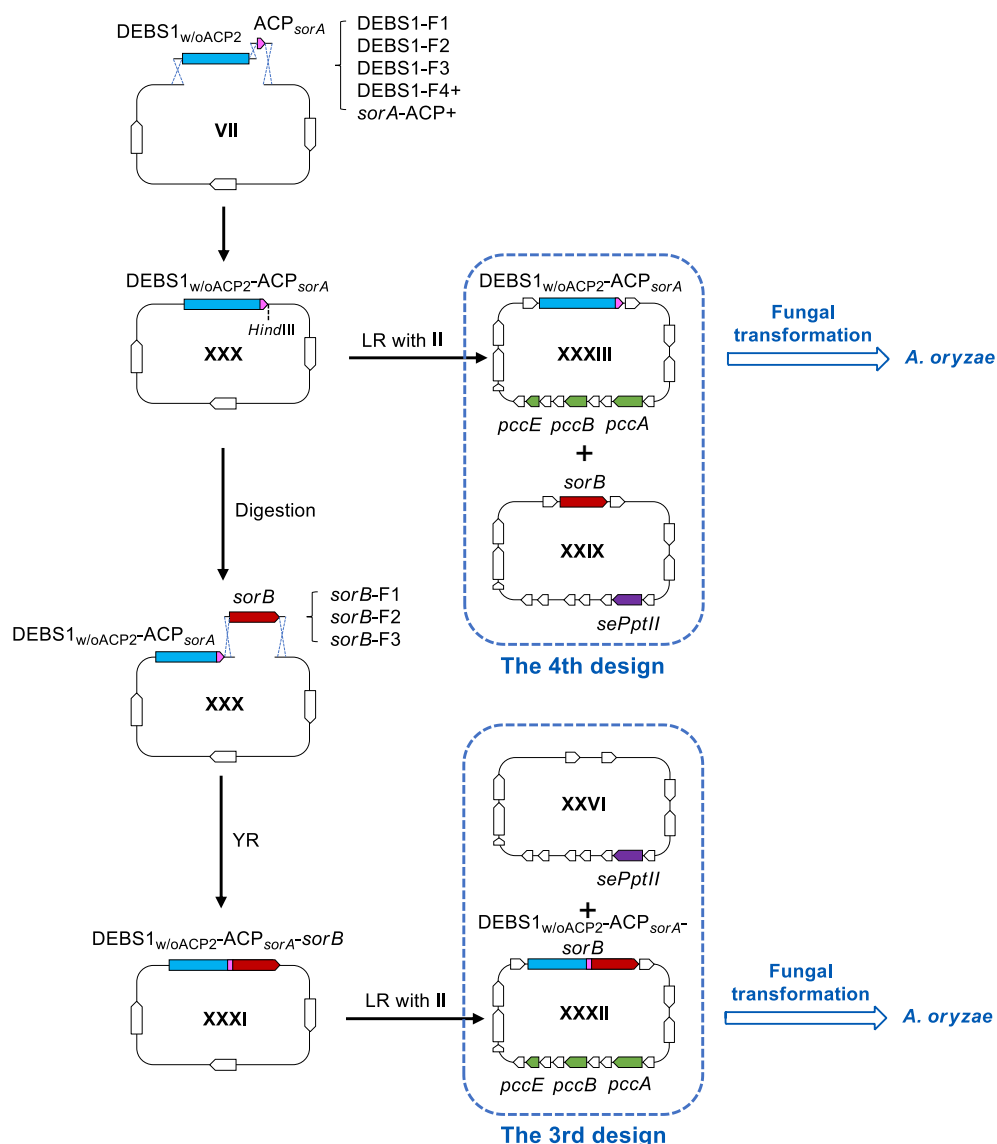 DEBS1w/oACP2
ACPsorA
DEBS1-F1
DEBS1-F2
DEBS1-F3
DEBS1-F4+
sorA-ACP+
VII
DEBS1w/oACP2-ACPsorA
HindIII
XXX
LR with II
DEBS1w/oACP2-ACPsorA
XXXIII
pccE
pccB
pccA
+
sorB
XXIX
sePptII
The 4th design
Fungal
transformation
A. oryzae
Digestion
sorB
sorB-F1
sorB-F2
sorB-F3
DEBS1w/oACP2-ACPsorA
XXX
YR
DEBS1w/oACP2-ACPsorA-sorB
XXXI
LR with II
XXVI
sePptII
+
DEBS1w/oACP2-ACPsorA-
sorB
XXXII
pccE
pccB
pccA
The 3rd design
Fungal
transformation
A. oryzae